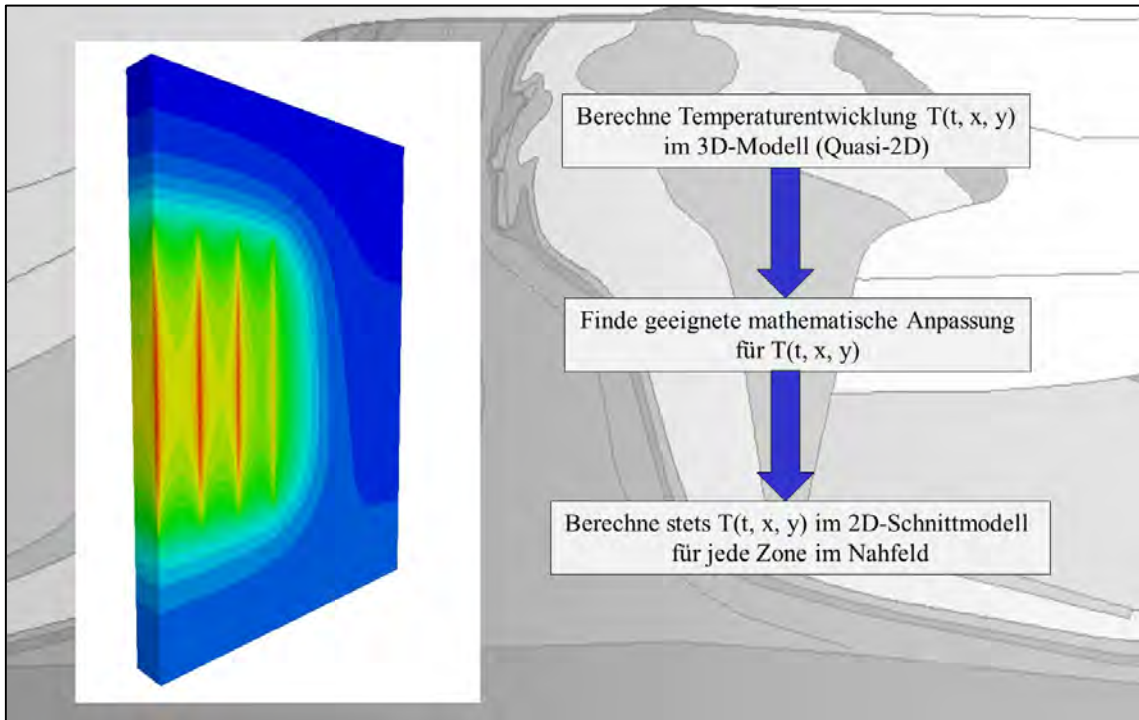 Berechne Temperaturentwicklung T(t, x, y)
im 3D-Modell (Quasi-2D)
Finde geeignete mathematische Anpassung
für T(t, x, y)
Berechne stets T(t, x, y) im 2D-Schnittmodell
für jede Zone im Nahfeld